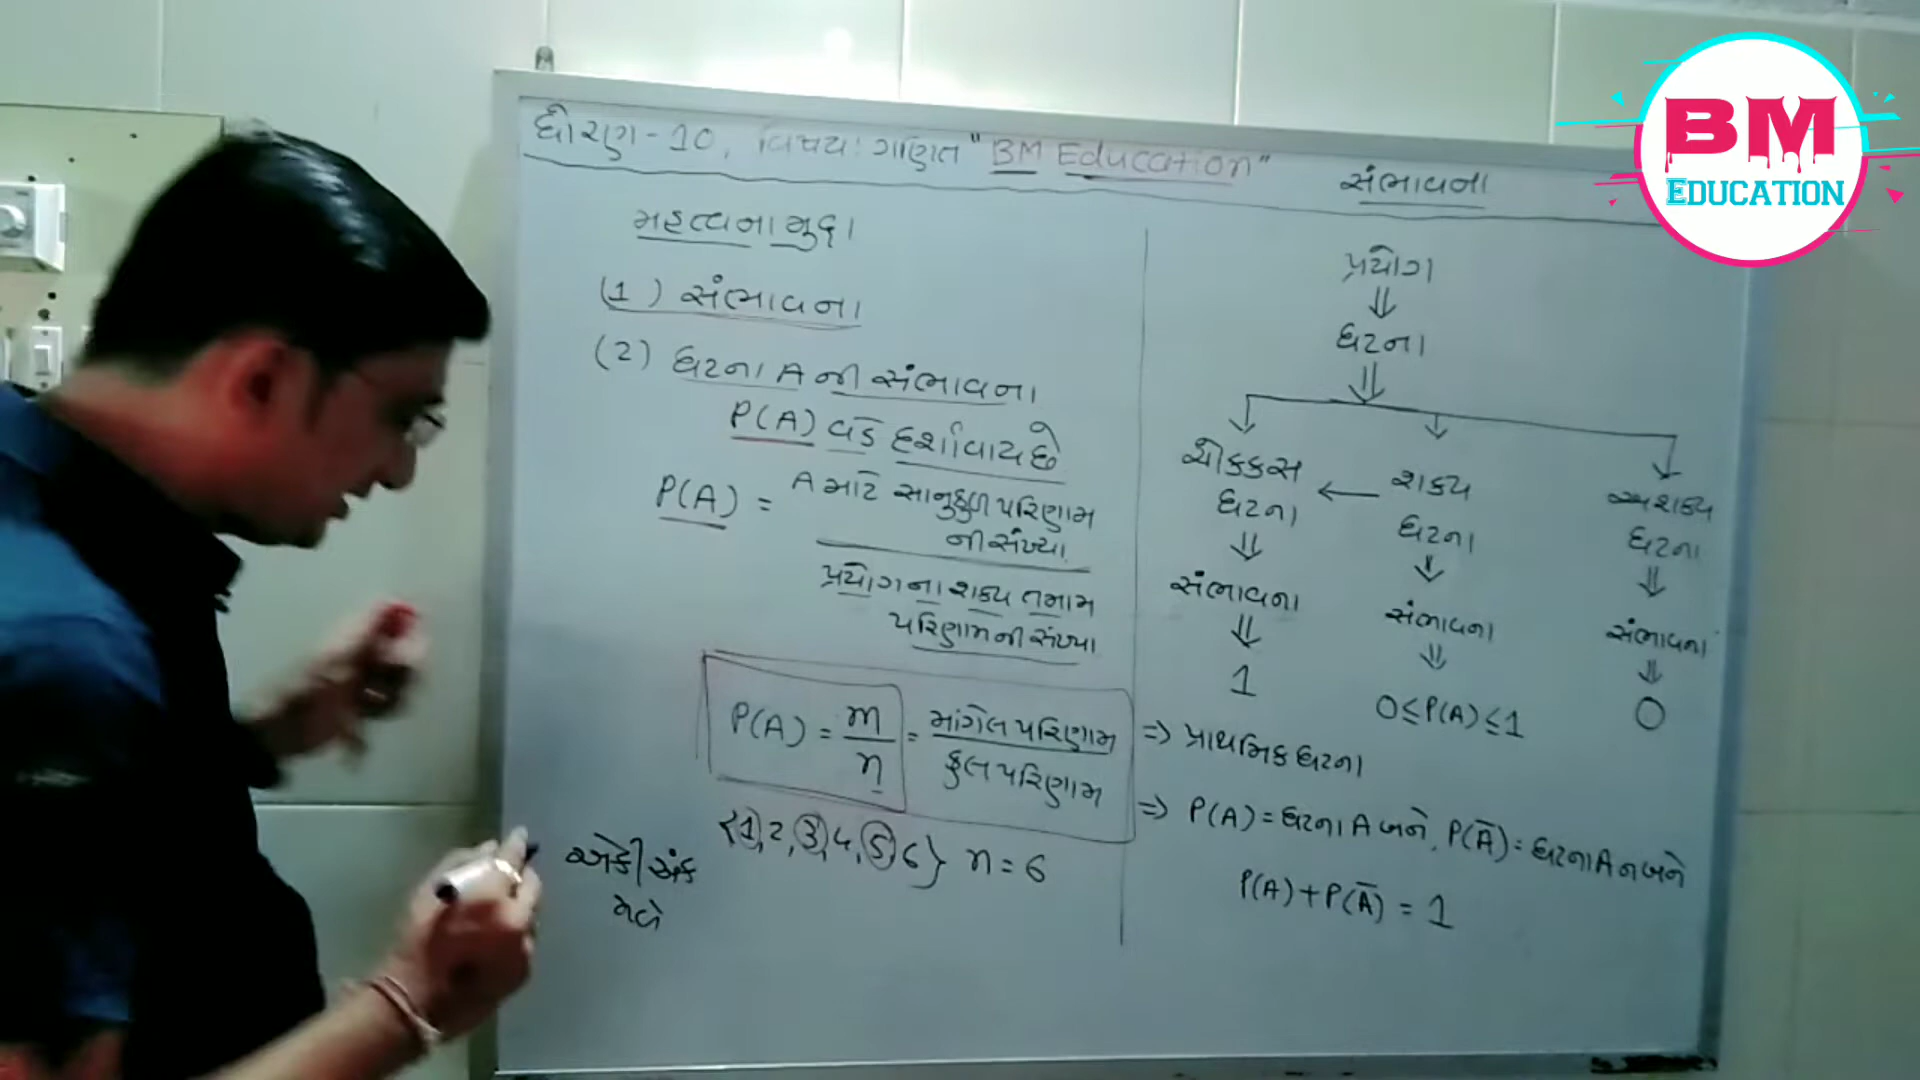 ધોરણ-10, વિષય: ગણિત "BM Education"
સંભાવના
મહત્વના મુદ્દા
(1) સંભાવના
(2) ઘટના A ની સંભાવના
P(A) વડે દર્શાવાય છે
P(A) = A માટે સાનુકુળ પરિણામ
ની સંખ્યા
પ્રયોગના શક્ય તમામ
પરિણામની સંખ્યા
P(A) = m/n = માંગેલ પરિણામ/કુલ પરિણામ
{1, 2, 3, 4, 5, 6} n = 6
એકી અંક
મળે
પ્રયોગ
⇓
ઘટના
⇓
ચોક્કસ ← શક્ય અશક્ય
ઘટના ઘટના ઘટના
⇓ ⇓ ⇓
સંભાવના સંભાવના સંભાવના
⇓ ⇓ ⇓
1 0≤P(A)≤1 0
⇒ પ્રાથમિક ઘટના
⇒ P(A) = ઘટના A બને, P(A̅) = ઘટના A ન બને
P(A)+P(A̅) = 1
BM
EDUCATION